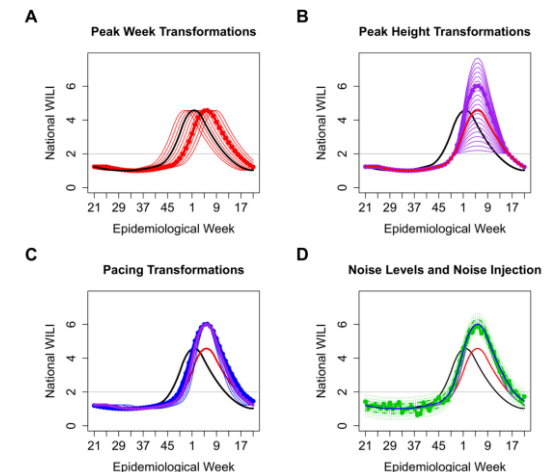 A
Peak Week Transformations
National WILI
0 2 4 6
21 29 37 45 1 9 17
Epidemiological Week
B
Peak Height Transformations
National WILI
0 2 4 6
21 29 37 45 1 9 17
Epidemiological Week
C
Pacing Transformations
National WILI
0 2 4 6
21 29 37 45 1 9 17
Epidemiological Week
D
Noise Levels and Noise Injection
National WILI
0 2 4 6
21 29 37 45 1 9 17
Epidemiological Week